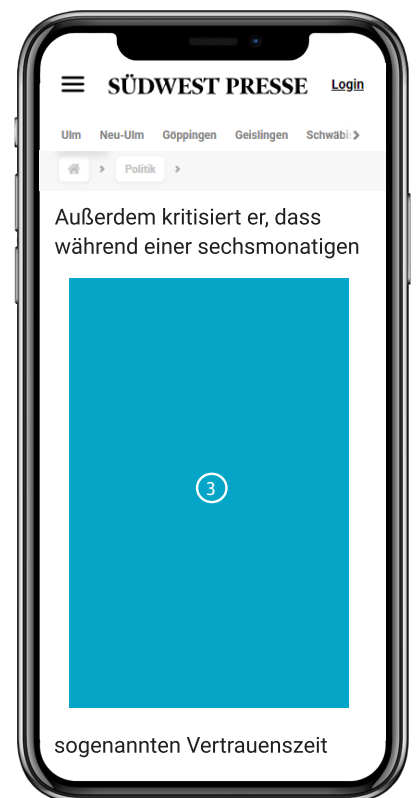 SÜDWEST PRESSE Login
Ulm Neu-Ulm Göppingen Geislingen Schwäbi
Politik
Außerdem kritisiert er, dass
während einer sechsmonatigen
3
sogenannten Vertrauenszeit